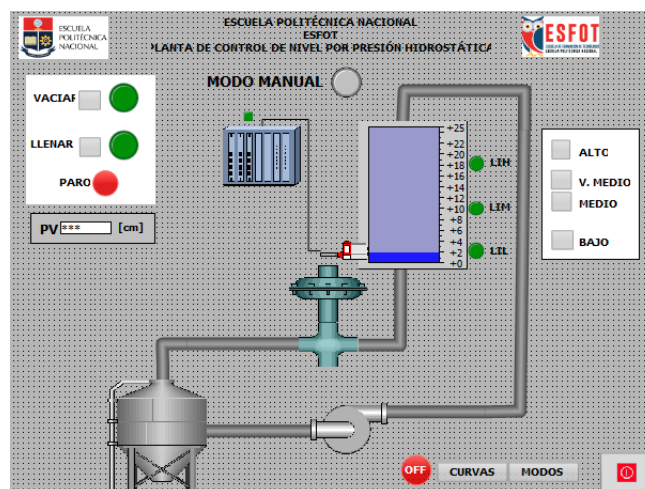 ESCUELA
POLITÉCNICA
NACIONAL
ESCUELA POLITÉCNICA NACIONAL
ESFOT
PLANTA DE CONTROL DE NIVEL POR PRESIÓN HIDROSTÁTICA
ESFOT
MODO MANUAL
VACIAR
LLENAR
PARO
PV *** [cm]
+25
+22
+20
+18
+16
+14
+12
+10
+8
+6
+4
+2
+0
LIH
LIM
LIL
ALTO
V. MEDIO
MEDIO
BAJO
OFF
CURVAS
MODOS